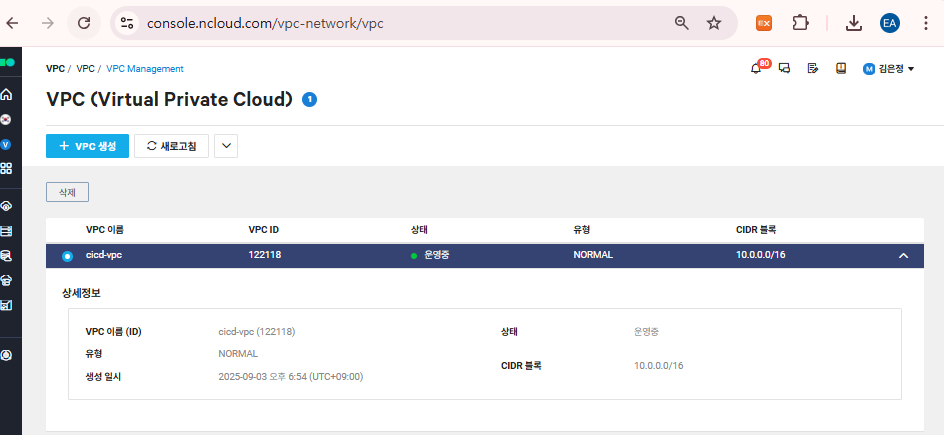 console.ncloud.com/vpc-network/vpc
EX
EA
VPC / VPC / VPC Management
80
M 김은정
VPC (Virtual Private Cloud) 1
V
+ VPC 생성
새로고침
삭제
VPC 이름 VPC ID 상태 유형 CIDR 블록
cicd-vpc 122118 운영중 NORMAL 10.0.0.0/16
상세정보
VPC 이름 (ID) cicd-vpc (122118) 상태 운영중
유형 NORMAL
CIDR 블록 10.0.0.0/16
생성 일시 2025-09-03 오후 6:54 (UTC+09:00)